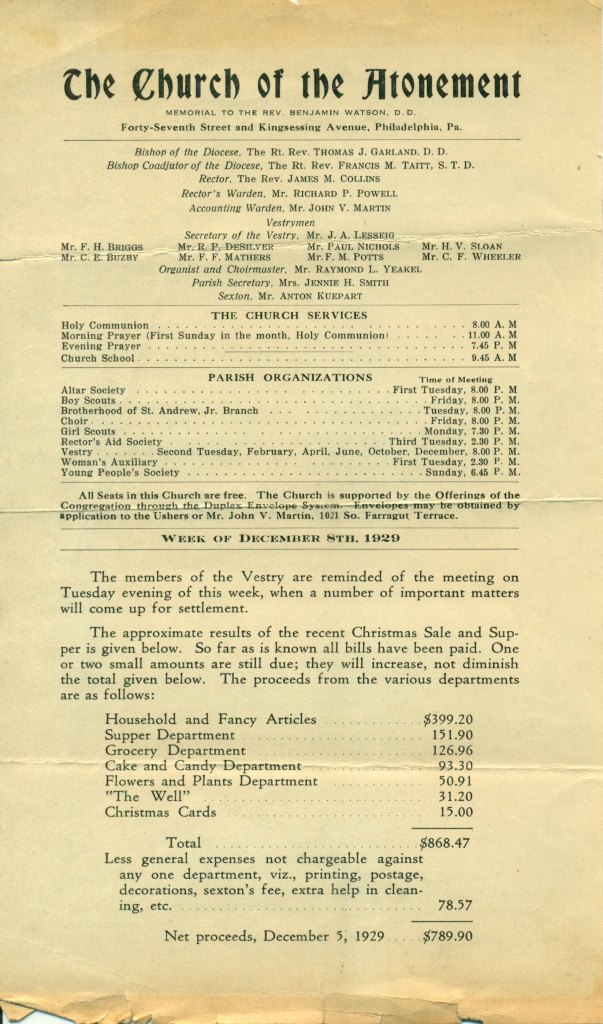 The Church of the Atonement
MEMORIAL TO THE REV. BENJAMIN WATSON, D. D.
Forty-Seventh Street and Kingsessing Avenue, Philadelphia, Pa.
Bishop of the Diocese, The Rt. Rev. THOMAS J. GARLAND, D. D.
Bishop Coadjutor of the Diocese, The Rt. Rev. FRANCIS M. TAITT, S. T. D.
Rector, The Rev. JAMES M. COLLINS
Rector's Warden, Mr. RICHARD P. POWELL
Accounting Warden, Mr. JOHN V. MARTIN
Vestrymen
Secretary of the Vestry, Mr. J. A. LESSEIG
Mr. F. H. BRIGGS Mr. R. P. DESILVER Mr. PAUL NICHOLS Mr. H. V. SLOAN
Mr. C. E. BUZBY Mr. F. F. MATHERS Mr. F. M. POTTS Mr. C. F. WHEELER
Organist and Choirmaster, Mr. RAYMOND L. YEAKEL
Parish Secretary, Mrs. JENNIE H. SMITH
Sexton, Mr. ANTON KUEPART
THE CHURCH SERVICES
Holy Communion . . . . . . . . . . 8.00 A. M
Morning Prayer (First Sunday in the month, Holy Communion) . . . . . . . . . . 11.00 A. M
Evening Prayer . . . . . . . . . . 7.45 P. M
Church School . . . . . . . . . . 9.45 A. M
PARISH ORGANIZATIONS Time of Meeting
Altar Society . . . . . . . . . . First Tuesday, 8.00 P. M
Boy Scouts . . . . . . . . . . Friday, 8.00 P. M.
Brotherhood of St. Andrew, Jr. Branch . . . . . . . . . . Tuesday, 8.00 P. M.
Choir . . . . . . . . . . Friday, 8.00 P. M.
Girl Scouts . . . . . . . . . . Monday, 7.30 P. M.
Rector's Aid Society . . . . . . . . . . Third Tuesday, 2.30 P. M.
Vestry . . . . . . Second Tuesday, February, April, June, October, December, 8.00 P. M.
Woman's Auxiliary . . . . . . . . . . First Tuesday, 2.30 P. M.
Young People's Society . . . . . . . . . . Sunday, 6.45 P. M.
All Seats in this Church are free. The Church is supported by the Offerings of the
Congregation through the Duplex Envelope System. Envelopes may be obtained by
application to the Ushers or Mr. John V. Martin, 1021 So. Farragut Terrace.
WEEK OF DECEMBER 8TH, 1929
The members of the Vestry are reminded of the meeting on
Tuesday evening of this week, when a number of important matters
will come up for settlement.
The approximate results of the recent Christmas Sale and Sup-
per is given below. So far as is known all bills have been paid. One
or two small amounts are still due; they will increase, not diminish
the total given below. The proceeds from the various departments
are as follows:
Household and Fancy Articles . . . . . . . . . . $399.20
Supper Department . . . . . . . . . . 151.90
Grocery Department . . . . . . . . . . 126.96
Cake and Candy Department . . . . . . . . . . 93.30
Flowers and Plants Department . . . . . . . . . . 50.91
"The Well" . . . . . . . . . . 31.20
Christmas Cards . . . . . . . . . . 15.00
Total . . . . . . . . . . $868.47
Less general expenses not chargeable against
any one department, viz., printing, postage,
decorations, sexton's fee, extra help in clean-
ing, etc. . . . . . . . . . . 78.57
Net proceeds, December 5, 1929 . . . . . $789.90